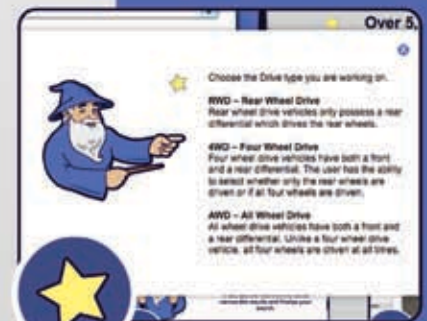 Over 5,
Choose the Drive type you are working on.
RWD – Rear Wheel Drive
Rear wheel drive vehicles only possess a rear
differential which drives the rear wheels.
4WD – Four Wheel Drive
Four wheel drive vehicles have both a front
and a rear differential. The user has the ability
to select whether only the rear wheels are
driven or if all four wheels are driven.
AWD – All Wheel Drive
All wheel drive vehicles have both a front and
a rear differential. Unlike a four wheel drive
vehicle, all four wheels are driven at all times.